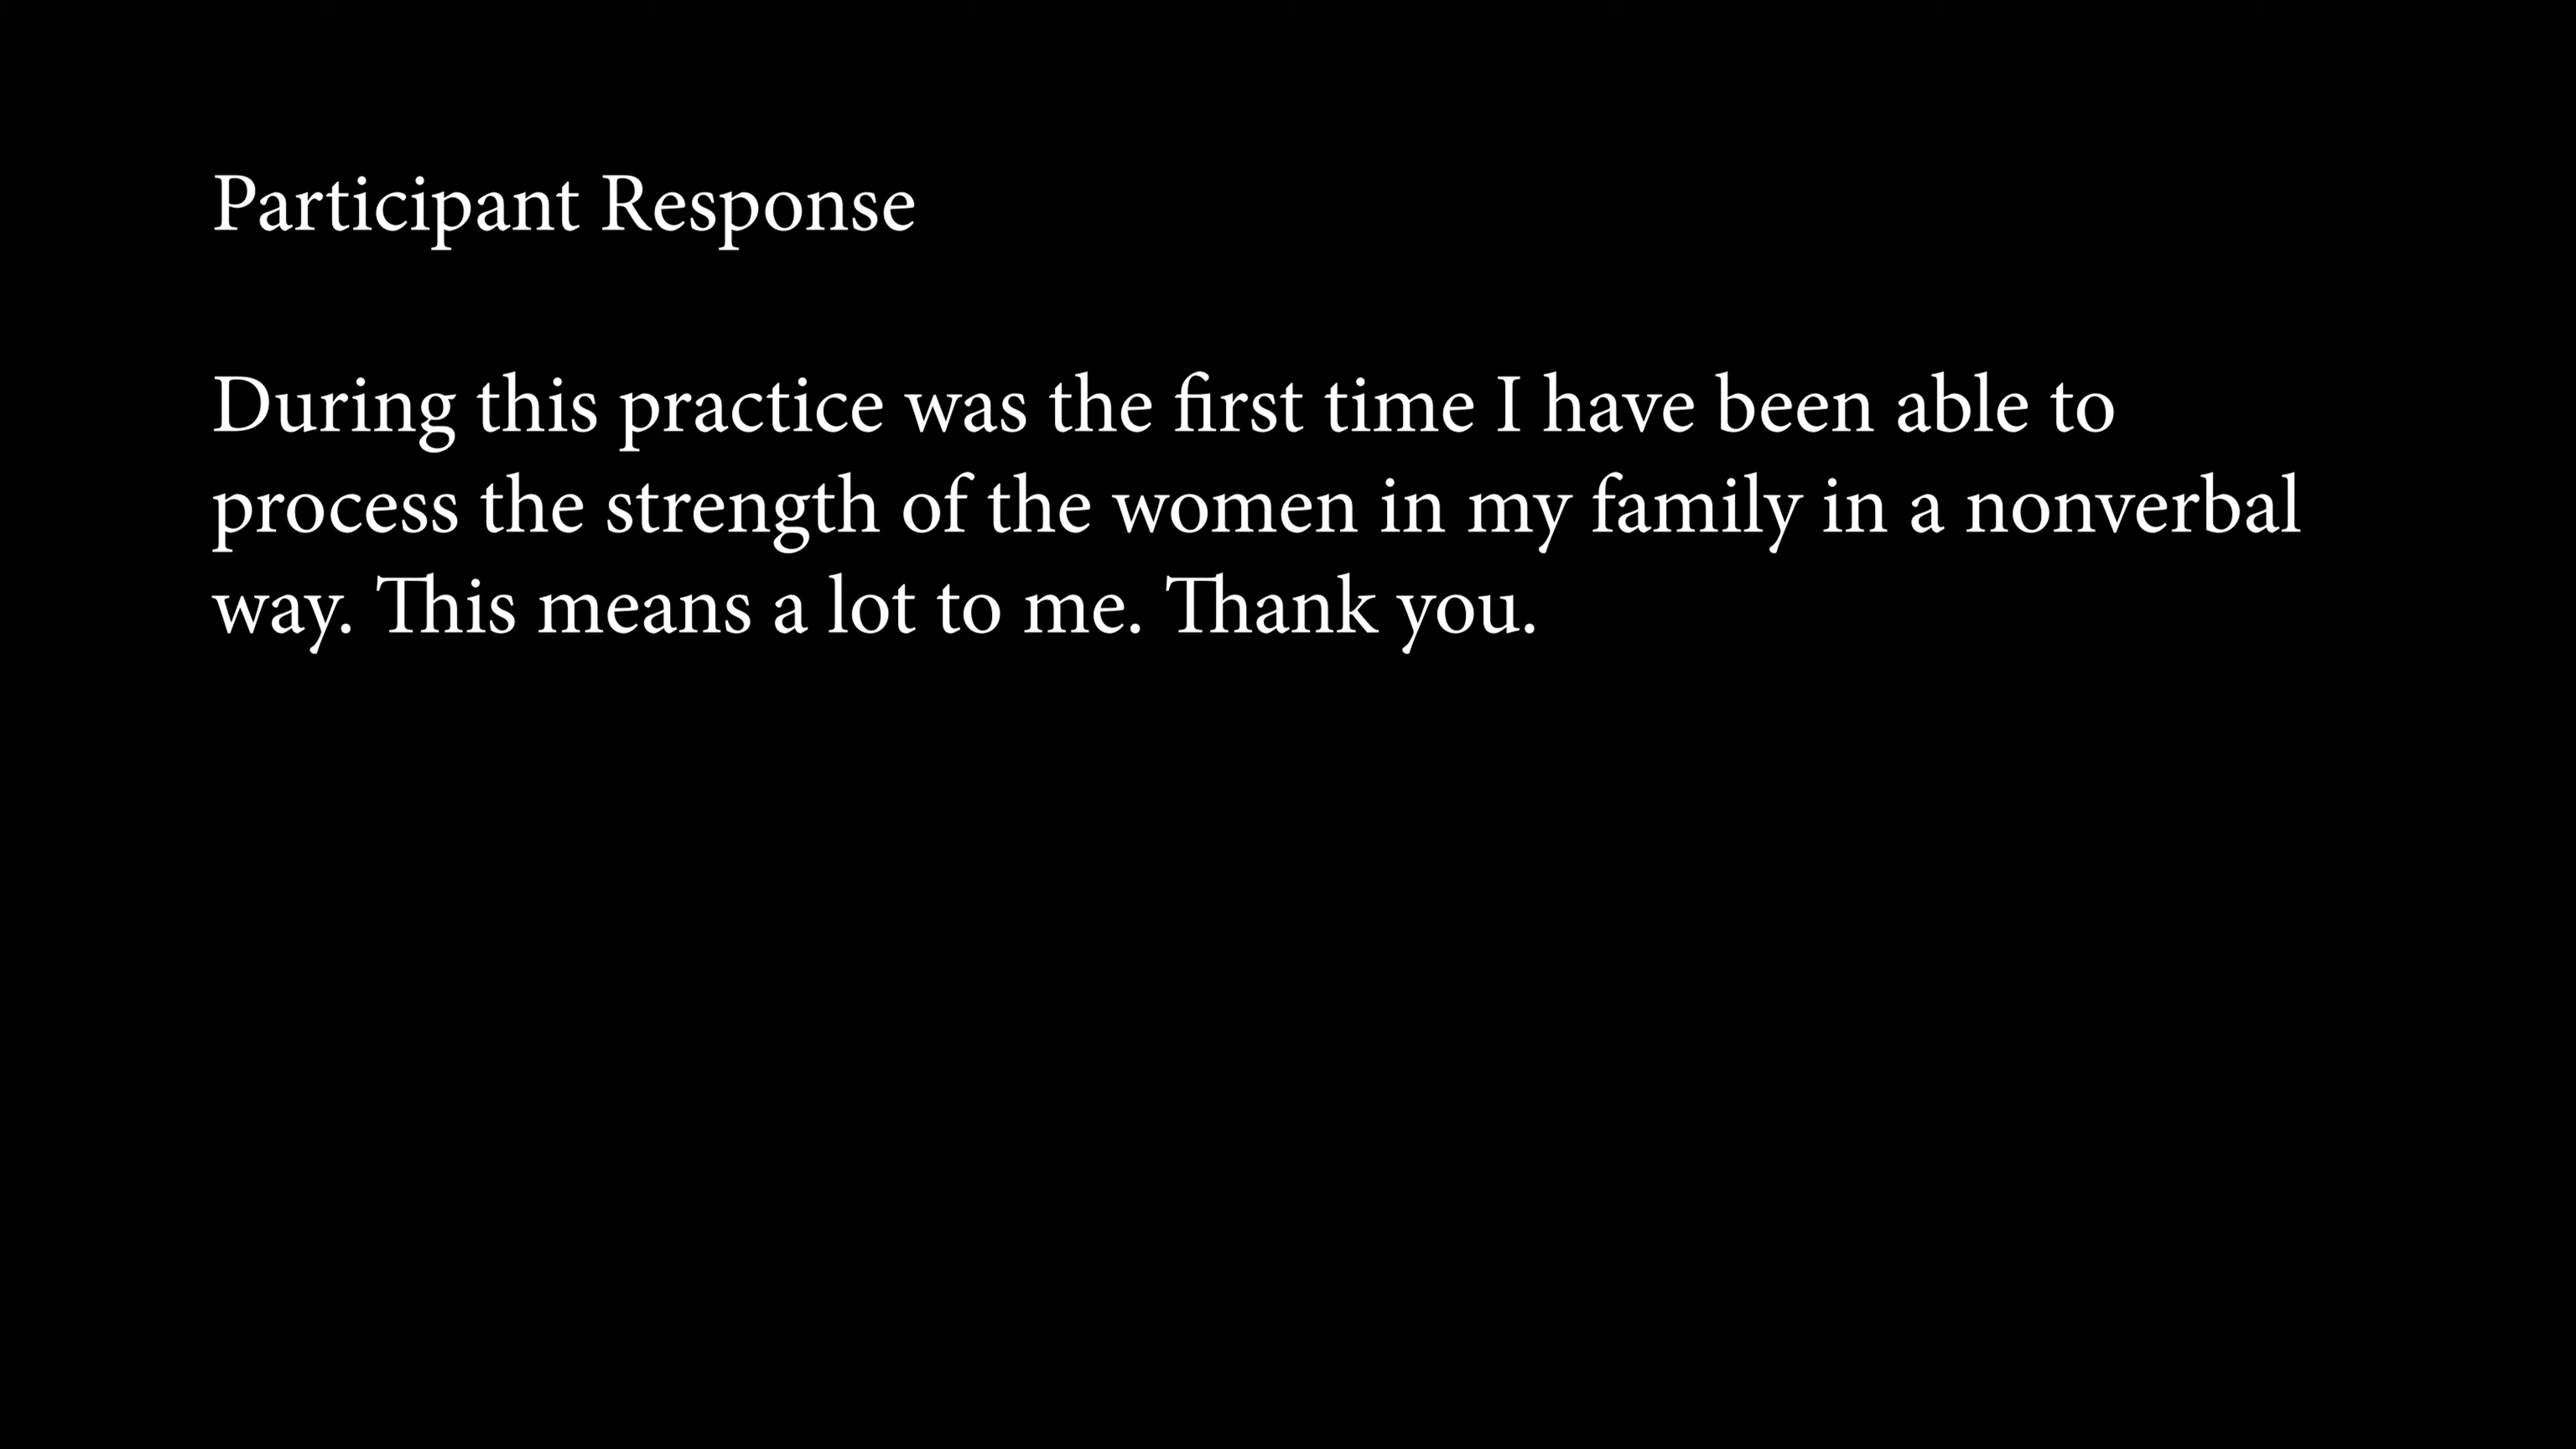 Participant Response
During this practice was the first time I have been able to
process the strength of the women in my family in a nonverbal
way. This means a lot to me. Thank you.